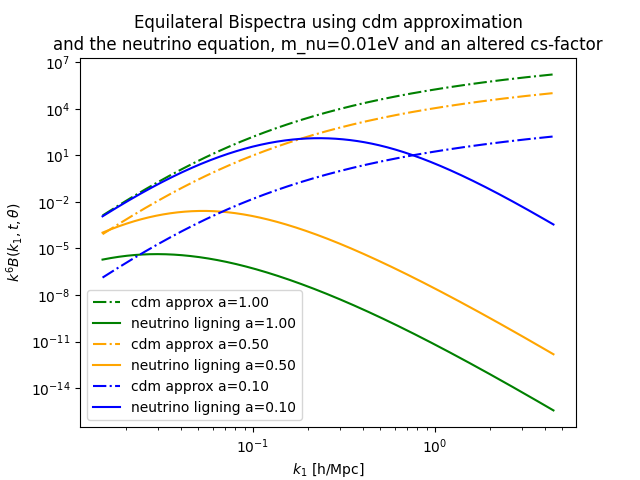 Equilateral Bispectra using cdm approximation
and the neutrino equation, m_nu=0.01eV and an altered cs-factor
10⁷
10⁴
10¹
10⁻²
10⁻⁵
10⁻⁸
10⁻¹¹
10⁻¹⁴
k⁶B(k₁, t, θ)
cdm approx a=1.00
neutrino ligning a=1.00
cdm approx a=0.50
neutrino ligning a=0.50
cdm approx a=0.10
neutrino ligning a=0.10
10⁻¹ 10⁰
k₁ [h/Mpc]